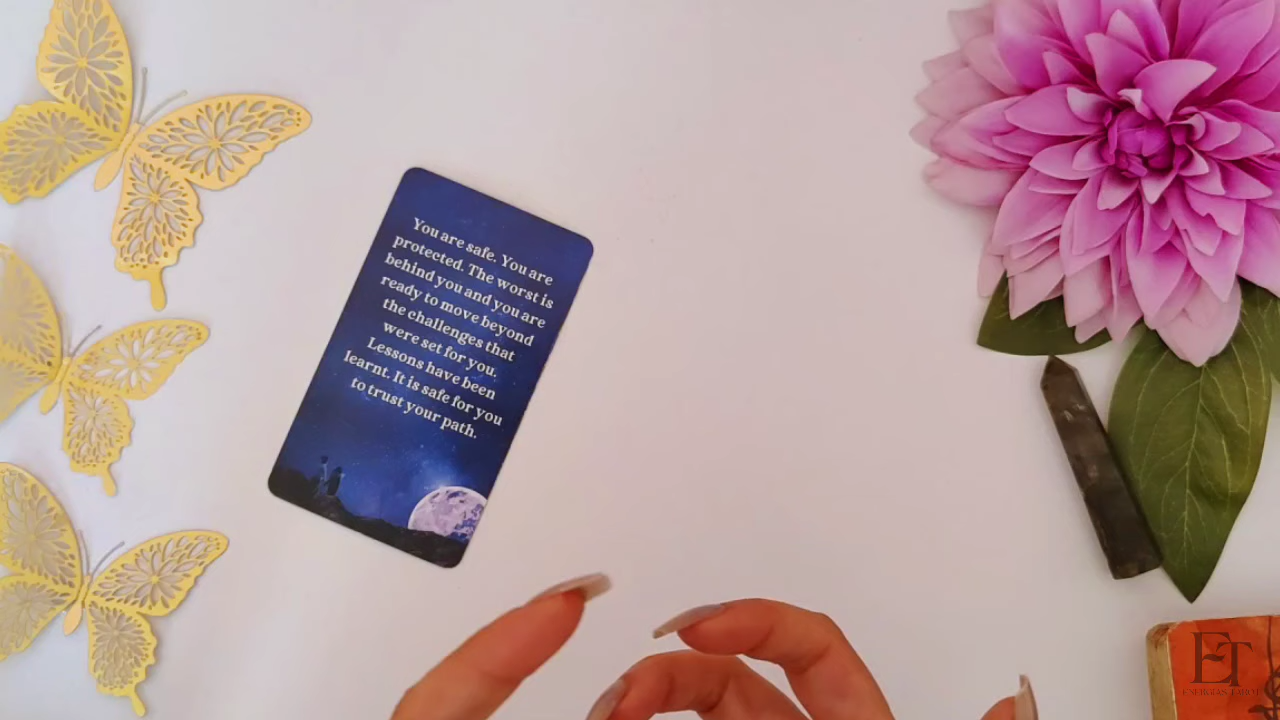 You are safe. You are
protected. The worst is
behind you and you are
ready to move beyond
the challenges that
were set for you.
Lessons have been
learnt. It is safe for you
to trust your path.
ET
ENERGIAS TAROT